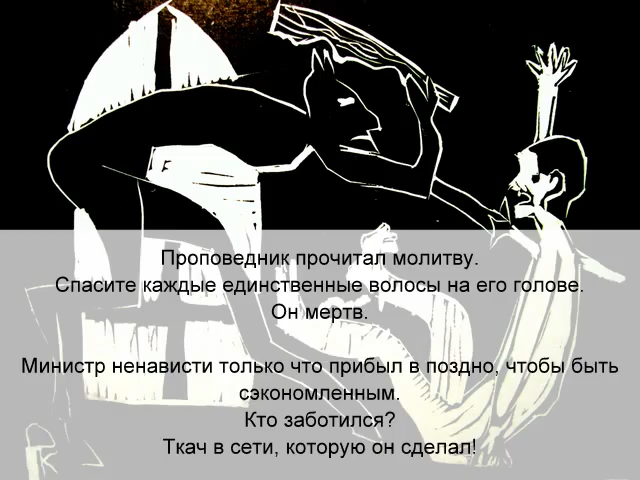 Проповедник прочитал молитву.
Спасите каждые единственные волосы на его голове.
Он мертв.
Министр ненависти только что прибыл в поздно, чтобы быть
сэкономленным.
Кто заботился?
Ткач в сети, которую он сделал!